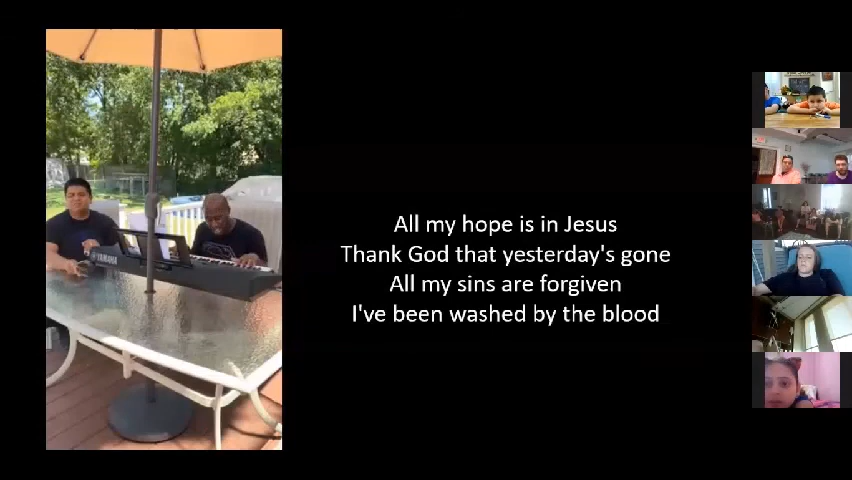 YAMAHA
All my hope is in Jesus
Thank God that yesterday's gone
All my sins are forgiven
I've been washed by the blood